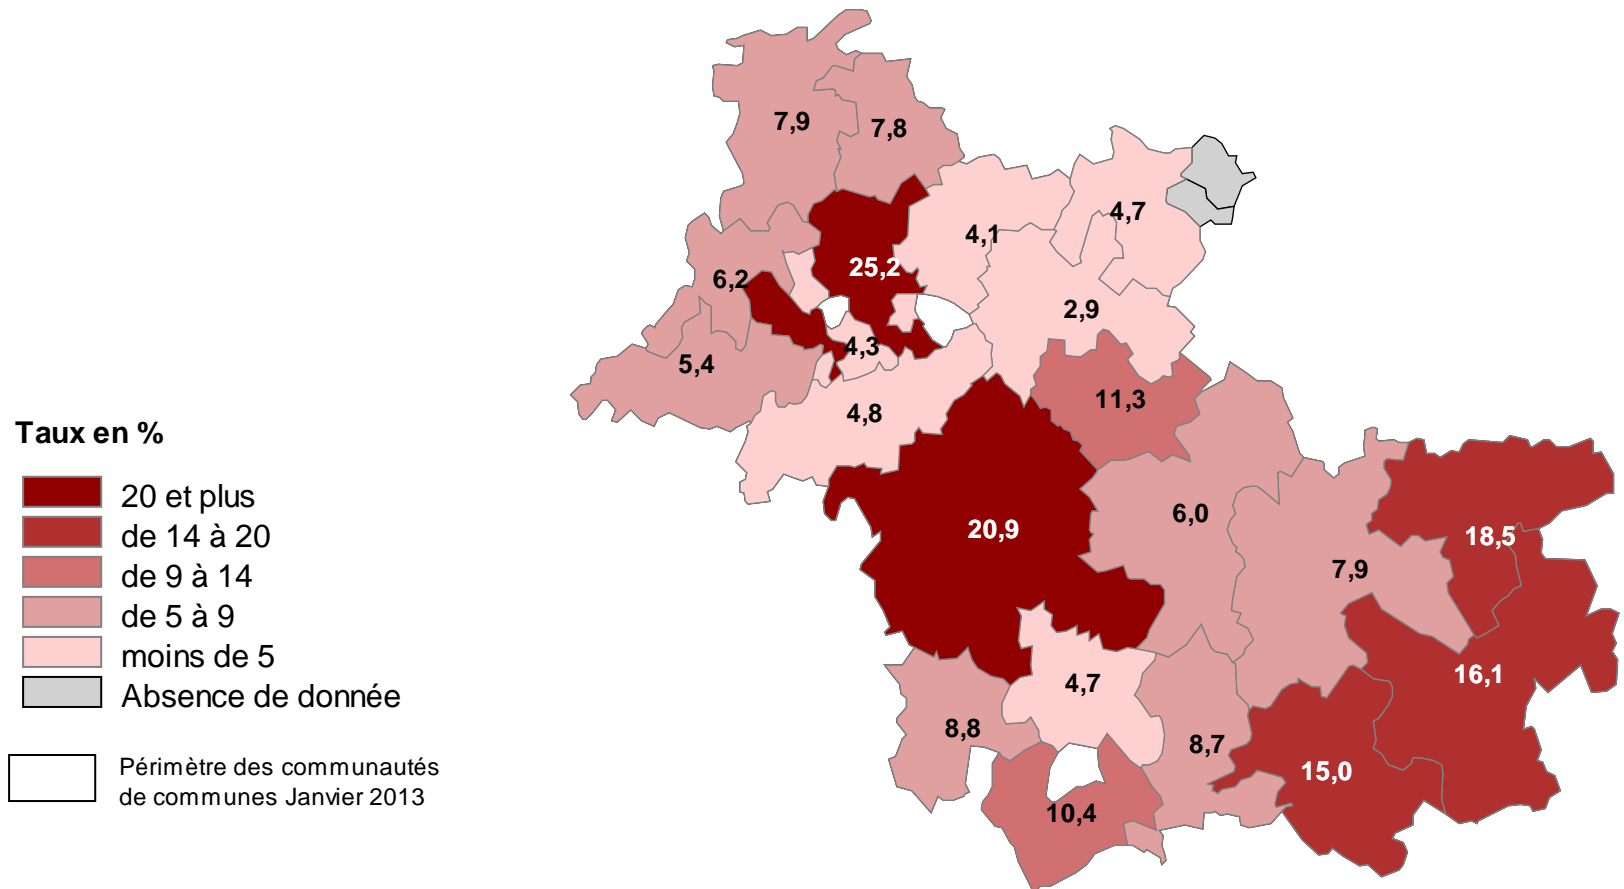 7,9
7,8
4,7
4,1
25,2
6,2
2,9
4,3
5,4
11,3
4,8
Taux en %
20 et plus
de 14 à 20
de 9 à 14
de 5 à 9
moins de 5
Absence de donnée
Périmètre des communautés
de communes Janvier 2013
6,0
20,9
18,5
7,9
16,1
4,7
8,8
8,7
15,0
10,4